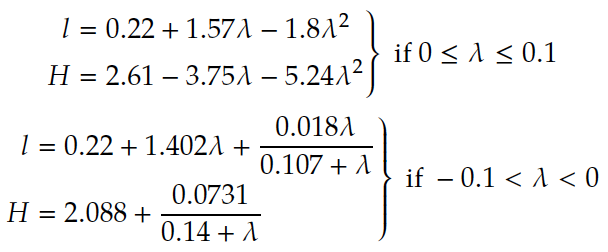 l = 0.22 + 1.57λ − 1.8λ²
H = 2.61 − 3.75λ − 5.24λ²
if 0 ≤ λ ≤ 0.1
l = 0.22 + 1.402λ + 0.018λ / 0.107 + λ
H = 2.088 + 0.0731 / 0.14 + λ
if − 0.1 < λ < 0